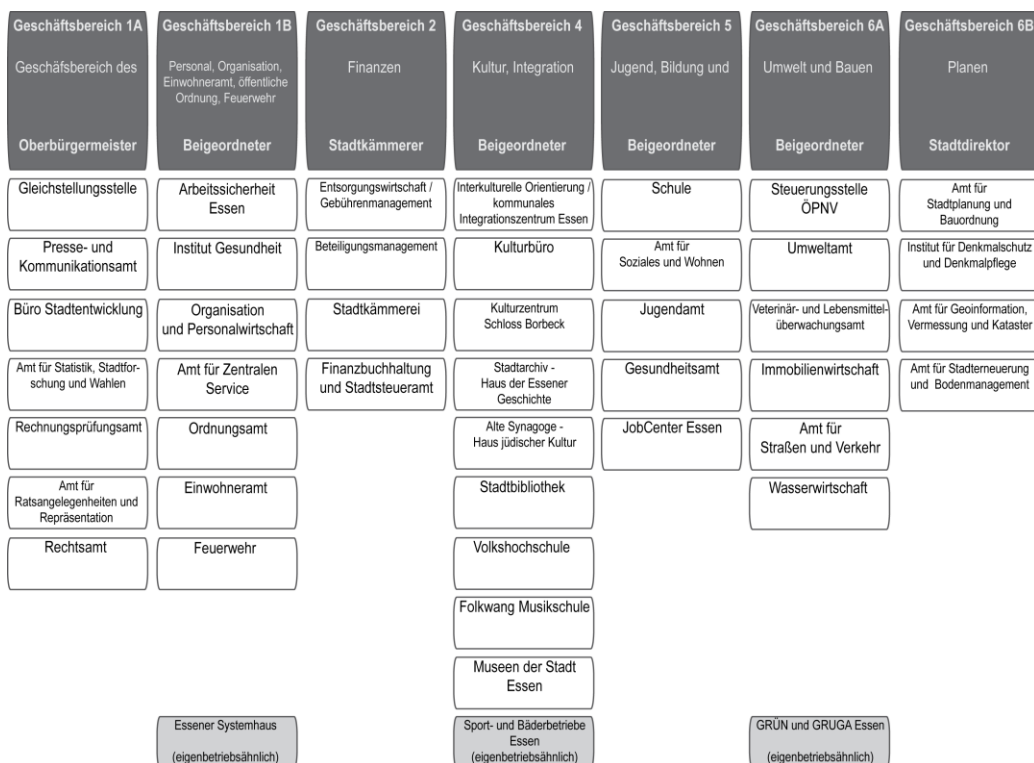 Geschäftsbereich 1A
Geschäfsbereich des
Oberbürgermeister
Gleichstellungsstelle
Presse- und
Kommunikationsamt
Büro Stadtentwicklung
Amt für Statistik, Stadtfor-
schung und Wahlen
Rechnungsprüfungsamt
Amt für
Ratsangelegenheiten und
Repräsentation
Rechtsamt
Geschäftsbereich 1B
Personal, Organisation,
Einwohneramt, öffentliche
Ordnung, Feuerwehr
Beigeordneter
Arbeitssicherheit
Essen
Institut Gesundheit
Organisation
und Personalwirtschaft
Amt für Zentralen
Service
Ordnungsamt
Einwohneramt
Feuerwehr
Essener Systemhaus
(eigenbetriebsähnlich)
Geschäftsbereich 2
Finanzen
Stadtkämmerer
Entsorgungswirtschaft /
Gebührenmanagement
Beteiligungsmanagement
Stadtkämmerei
Finanzbuchhaltung
und Stadtsteueramt
Geschäftsbereich 4
Kultur, Integration
Beigeordneter
Interkulturelle Orientierung /
kommunales
Integrationszentrum Essen
Kulturbüro
Kulturzentrum
Schloss Borbeck
Stadtarchiv -
Haus der Essener
Geschichte
Alte Synagoge -
Haus jüdischer Kultur
Stadtbibliothek
Volkshochschule
Folkwang Musikschule
Museen der Stadt
Essen
Sport- und Bäderbetriebe
Essen
(eigenbetriebsähnlich)
Geschäftsbereich 5
Jugend, Bildung und
Beigeordneter
Schule
Amt für
Soziales und Wohnen
Jugendamt
Gesundheitsamt
JobCenter Essen
Geschäftsbereich 6A
Umwelt und Bauen
Beigeordneter
Steuerungsstelle
ÖPNV
Umweltamt
Veterinär- und Lebensmittel-
überwachungsamt
Immobilienwirtschaft
Amt für
Straßen und Verkehr
Wasserwirtschaft
GRÜN und GRUGA Essen
(eigenbetriebsähnlich)
Geschäftsbereich 6B
Planen
Stadtdirektor
Amt für
Stadtplanung und
Bauordnung
Institut für Denkmalschutz
und Denkmalpflege
Amt für Geoinformation,
Vermessung und Kataster
Amt für Stadterneuerung
und Bodenmanagement